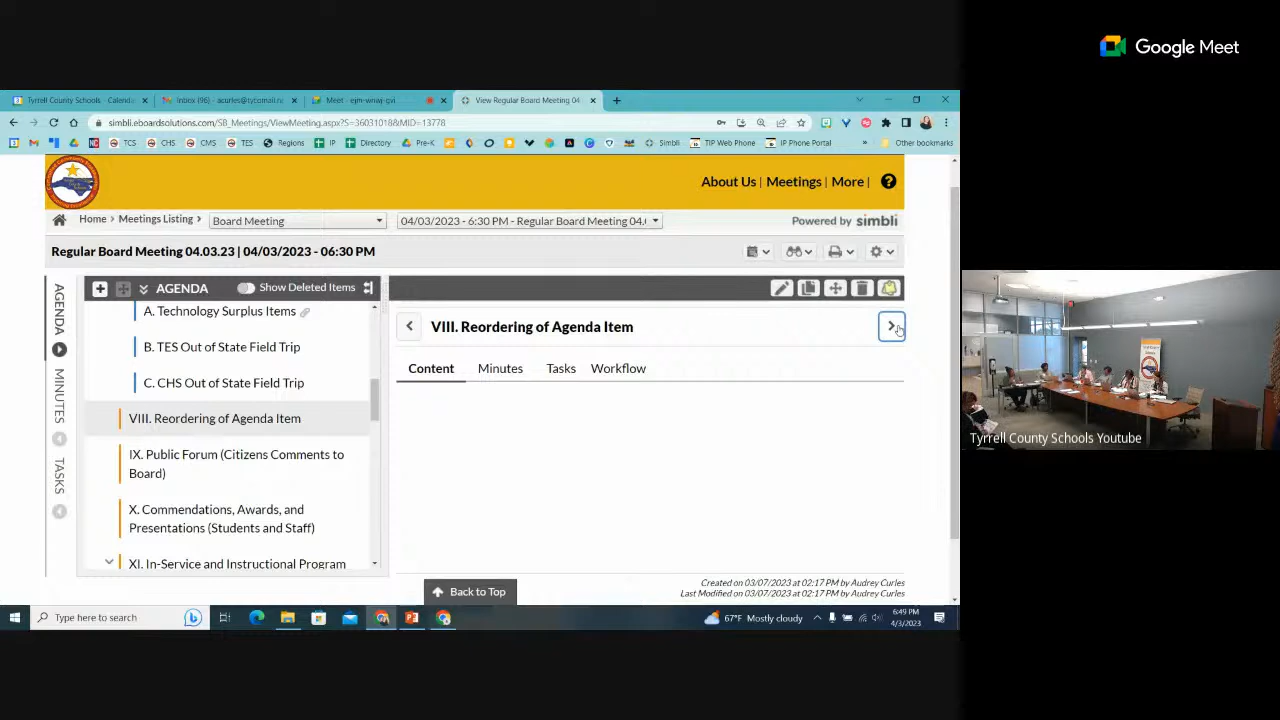 Google Meet
Tyrrell County Schools - Calenda
Inbox (96) - acurles@tycomail.n
Meet - ejm-wnwj-gvi
View Regular Board Meeting 04
simbli.eboardsolutions.com/SB_Meetings/ViewMeeting.aspx?S=36031018&MID=13778
TCS
CHS
CMS
TES
Regions
IP
Directory
Pre-K
Simbli
TIP Web Phone
IP Phone Portal
»
Other bookmarks
About Us | Meetings | More |
Home > Meetings Listing >
Board Meeting
04/03/2023 - 6:30 PM - Regular Board Meeting 04.
Powered by simbli
Regular Board Meeting 04.03.23 | 04/03/2023 - 06:30 PM
AGENDA
MINUTES
TASKS
AGENDA
Show Deleted Items
A. Technology Surplus Items
B. TES Out of State Field Trip
C. CHS Out of State Field Trip
VIII. Reordering of Agenda Item
IX. Public Forum (Citizens Comments to
Board)
X. Commendations, Awards, and
Presentations (Students and Staff)
XI. In-Service and Instructional Program
VIII. Reordering of Agenda Item
Content
Minutes
Tasks
Workflow
Created on 03/07/2023 at 02:17 PM by Audrey Curles
Last Modified on 03/07/2023 at 02:17 PM by Audrey Curles
Back to Top
Tyrrell County Schools Youtube
Type here to search
67°F Mostly cloudy
6:49 PM
4/3/2023